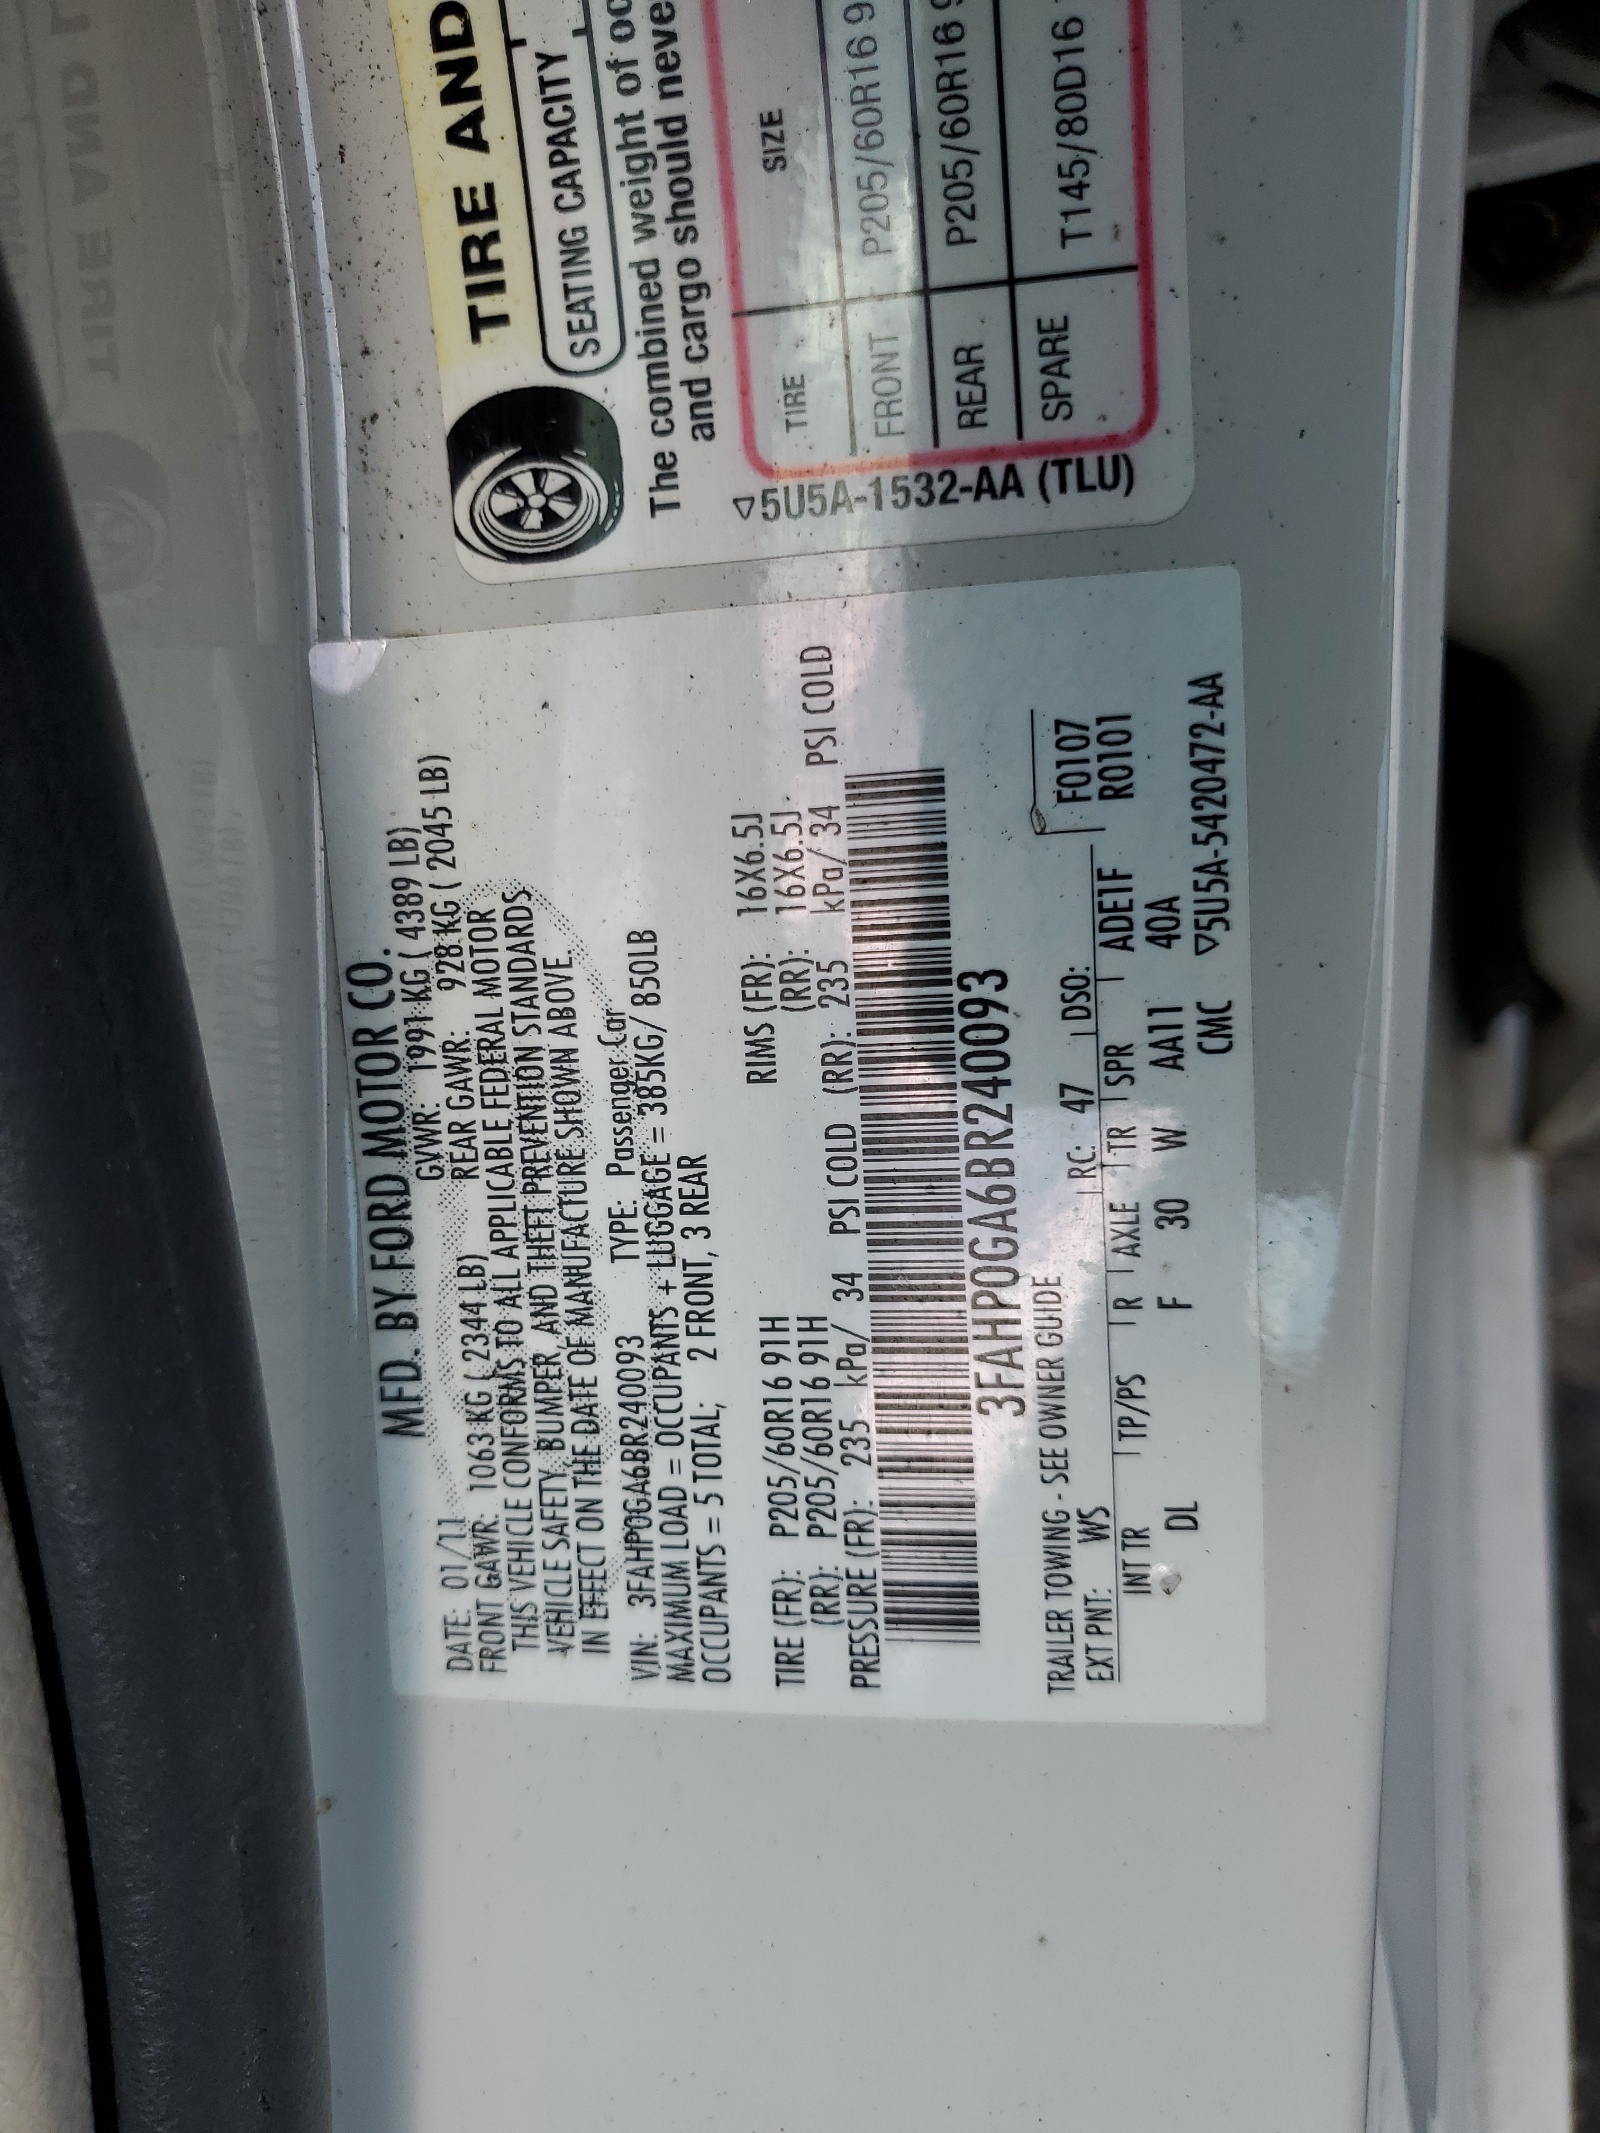 MFD. BY FORD MOTOR CO.
DATE: 01/11 GVWR: 1991 KG ( 4389 LB)
FRONT GAWR: 1063 KG ( 2344 LB) REAR GAWR: 928 KG ( 2045 LB)
THIS VEHICLE CONFORMS TO ALL APPLICABLE FEDERAL MOTOR
VEHICLE SAFETY, BUMPER, AND THEFT PREVENTION STANDARDS
IN EFFECT ON THE DATE OF MANUFACTURE SHOWN ABOVE.
VIN: 3FAHP0GA6BR240093 TYPE: Passenger Car
MAXIMUM LOAD = OCCUPANTS + LUGGAGE = 385KG/ 850LB
OCCUPANTS = 5 TOTAL; 2 FRONT, 3 REAR
TIRE (FR): P205/60R16 91H RIMS (FR): 16X6.5J
(RR): P205/60R16 91H (RR): 16X6.5J
PRESSURE (FR): 235 kPa/ 34 PSI COLD (RR): 235 kPa/ 34 PSI COLD
3FAHP0GA6BR240093
TRAILER TOWING - SEE OWNER GUIDE
F0107
EXT PNT: WS RC: 47 DSO: R0101
INT TR TP/PS R AXLE TR SPR ADE1F
DL F 30 W AA11 40A
CMC ▽5U5A-5420472-AA
TIRE AND
SEATING CAPACITY
The combined weight of oc
and cargo should neve
TIRE SIZE
FRONT P205/60R16 9
REAR P205/60R16 9
SPARE T145/80D16
▽5U5A-1532-AA (TLU)